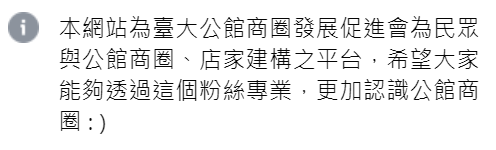 本網站為臺大公館商圈發展促進會為民眾
與公館商圈、店家建構之平台，希望大家
能夠透過這個粉絲專業，更加認識公館商
圈 : )